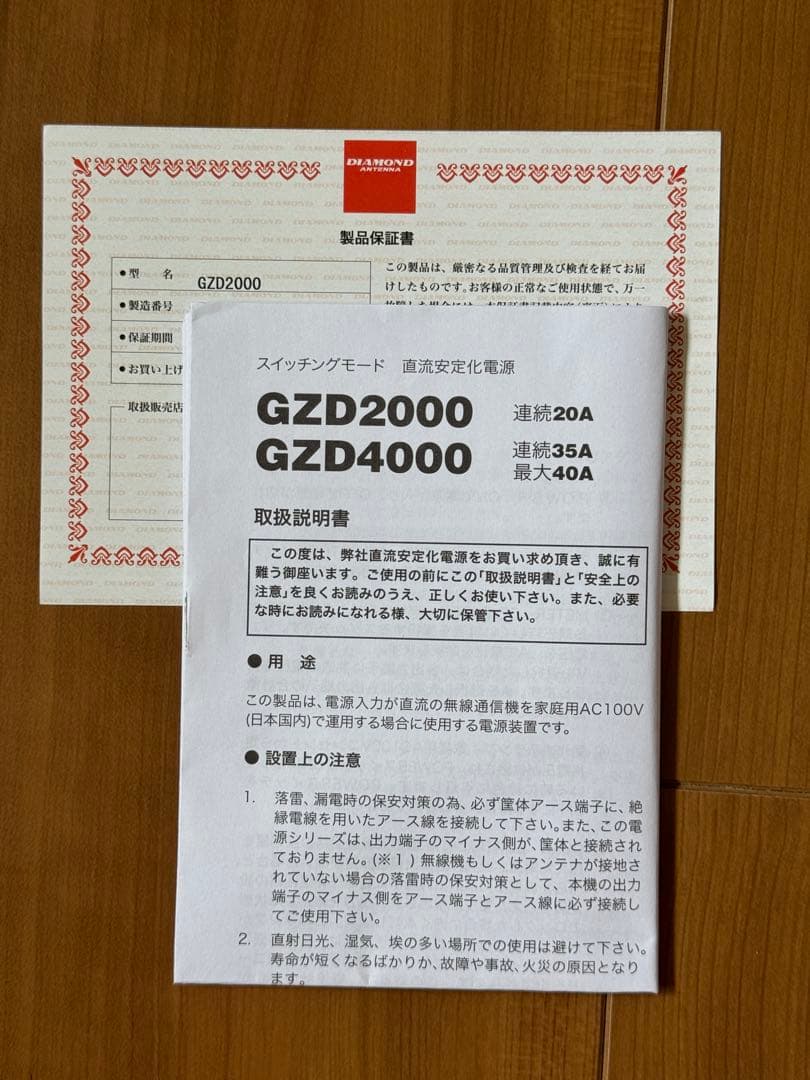 DIAMOND
ANTENNA
製品保証書
●型 名 GZD2000
●製造番号
●保証期間
●お買い上げ
取扱販売店
この製品は、厳密なる品質管理及び検査を経てお届
けしたものです。お客様の正常なご使用状態で、万一
スイッチングモード 直流安定化電源
GZD2000 連続20A
GZD4000 連続35A
最大40A
取扱説明書
この度は、弊社直流安定化電源をお買い求め頂き、誠に有
難う御座います。ご使用の前にこの「取扱説明書」と「安全上の
注意」を良くお読みのうえ、正しくお使い下さい。また、必要
な時にお読みになれる様、大切に保管下さい。
●用 途
この製品は、電源入力が直流の無線通信機を家庭用AC100V
(日本国内)で運用する場合に使用する電源装置です。
●設置上の注意
1. 落雷、漏電時の保安対策の為、必ず筐体アース端子に、絶
縁電線を用いたアース線を接続して下さい。また、この電
源シリーズは、出力端子のマイナス側が、筐体と接続され
ておりません。(※1)無線機もしくはアンテナが接地さ
れていない場合の落雷時の保安対策として、本機の出力
端子のマイナス側をアース端子とアース線に必ず接続し
てご使用下さい。
2. 直射日光、湿気、埃の多い場所での使用は避けて下さい。
寿命が短くなるばかりか、故障や事故、火災の原因となり
ます。